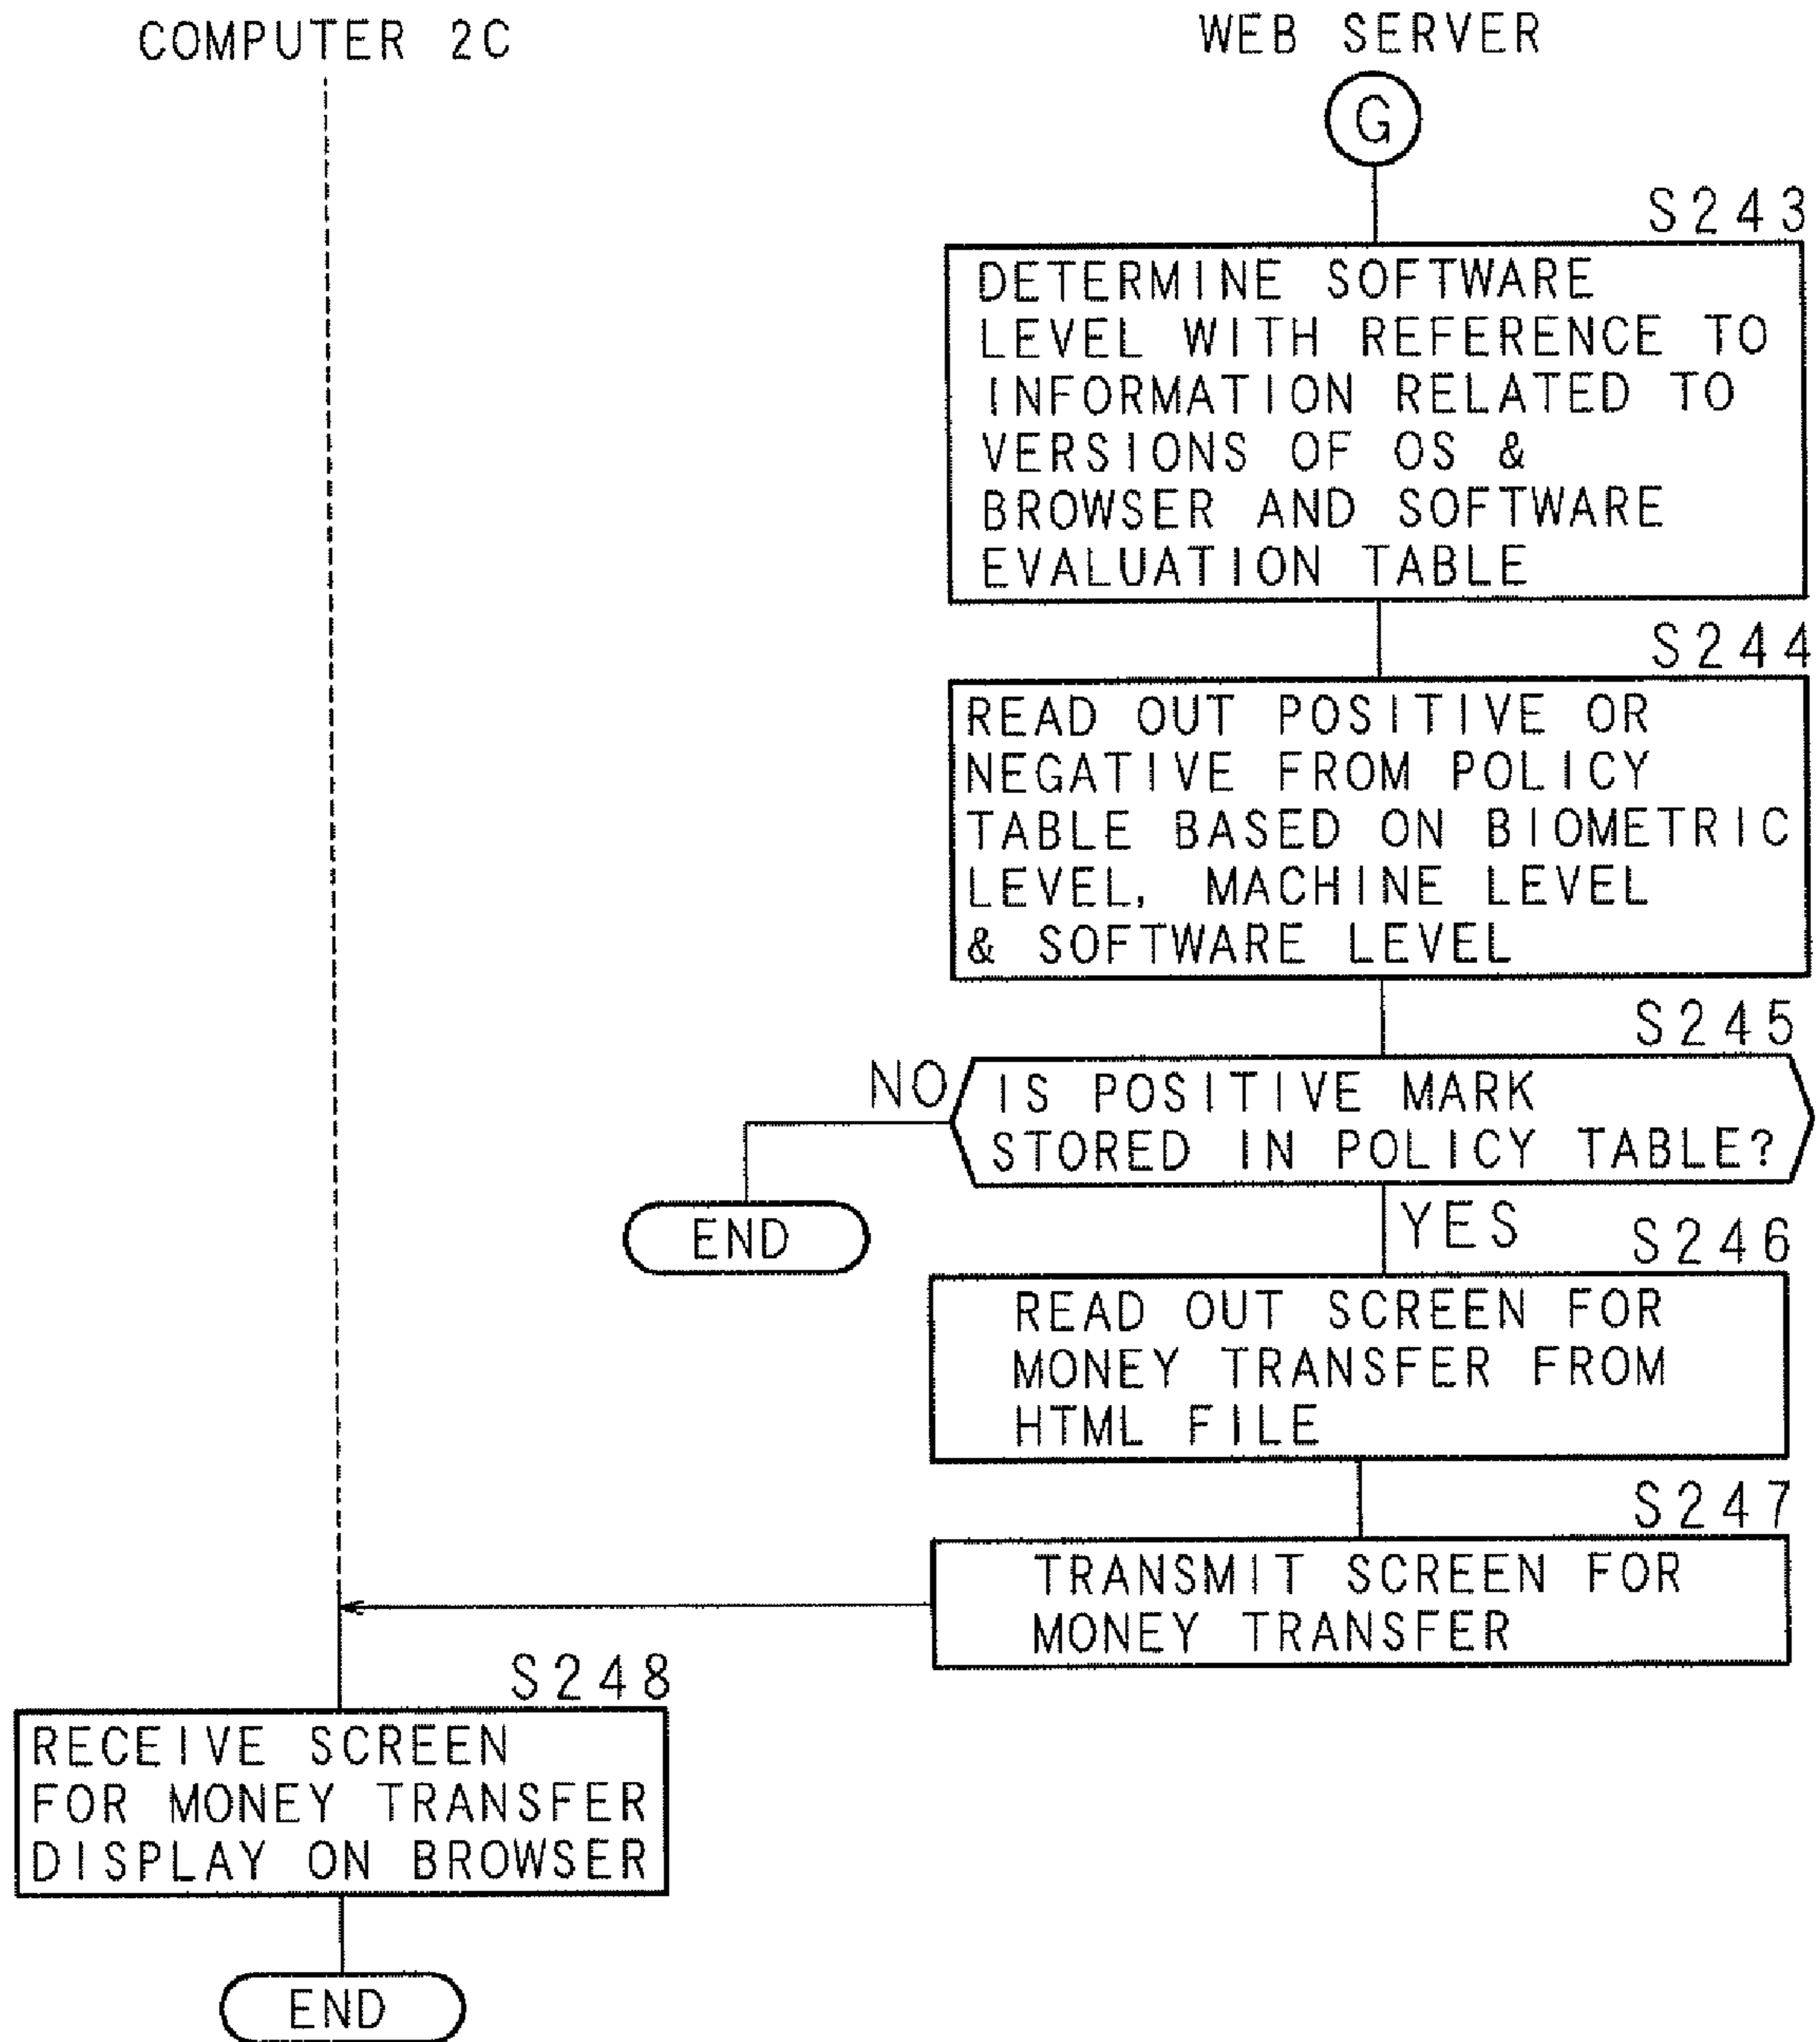 COMPUTER 2C
WEB SERVER
G
S243
DETERMINE SOFTWARE
LEVEL WITH REFERENCE TO
INFORMATION RELATED TO
VERSIONS OF OS &
BROWSER AND SOFTWARE
EVALUATION TABLE
S244
READ OUT POSITIVE OR
NEGATIVE FROM POLICY
TABLE BASED ON BIOMETRIC
LEVEL, MACHINE LEVEL
& SOFTWARE LEVEL
S245
NO
IS POSITIVE MARK
STORED IN POLICY TABLE?
END
YES
S246
READ OUT SCREEN FOR
MONEY TRANSFER FROM
HTML FILE
S247
TRANSMIT SCREEN FOR
MONEY TRANSFER
S248
RECEIVE SCREEN
FOR MONEY TRANSFER
DISPLAY ON BROWSER
END